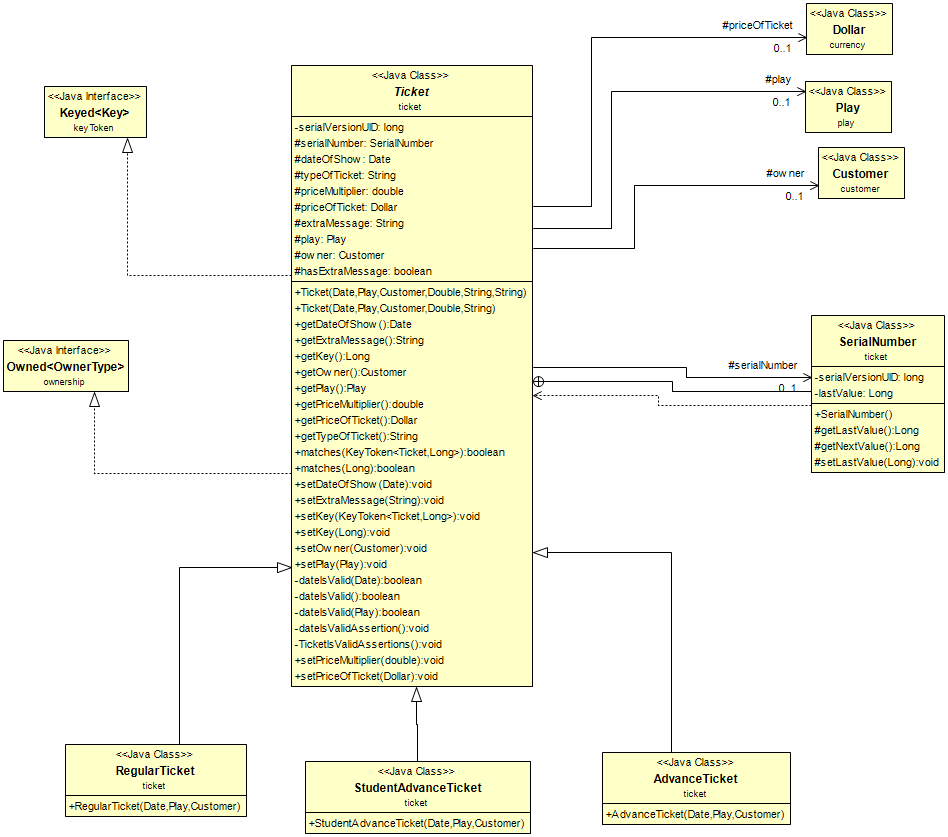 #priceOfTicket
0..1
<<Java Class>>
Dollar
currency
#play
0..1
<<Java Class>>
Play
play
#owner
0..1
<<Java Class>>
Customer
customer
<<Java Interface>>
Keyed<Key>
keyToken
<<Java Interface>>
Owned<OwnerType>
ownership
<<Java Class>>
Ticket
ticket
-serialVersionUID: long
#serialNumber: SerialNumber
#dateOfShow: Date
#typeOfTicket: String
#priceMultiplier: double
#priceOfTicket: Dollar
#extraMessage: String
#play: Play
#owner: Customer
#hasExtraMessage: boolean
+Ticket(Date,Play,Customer,Double,String,String)
+Ticket(Date,Play,Customer,Double,String)
+getDateOfShow():Date
+getExtraMessage():String
+getKey():Long
+getOwner():Customer
+getPlay():Play
+getPriceMultiplier():double
+getPriceOfTicket():Dollar
+getTypeOfTicket():String
+matches(KeyToken<Ticket,Long>):boolean
+matches(Long):boolean
+setDateOfShow(Date):void
+setExtraMessage(String):void
+setKey(KeyToken<Ticket,Long>):void
+setKey(Long):void
+setOwner(Customer):void
+setPlay(Play):void
-dateIsValid(Date):boolean
-dateIsValid():boolean
-dateIsValid(Play):boolean
-dateIsValidAssertion():void
-TicketIsValidAssertions():void
+setPriceMultiplier(double):void
+setPriceOfTicket(Dollar):void
#serialNumber
0..1
<<Java Class>>
SerialNumber
ticket
-serialVersionUID: long
-lastValue: Long
+SerialNumber()
#getLastValue():Long
#getNextValue():Long
#setLastValue(Long):void
<<Java Class>>
RegularTicket
ticket
+RegularTicket(Date,Play,Customer)
<<Java Class>>
StudentAdvanceTicket
ticket
+StudentAdvanceTicket(Date,Play,Customer)
<<Java Class>>
AdvanceTicket
ticket
+AdvanceTicket(Date,Play,Customer)